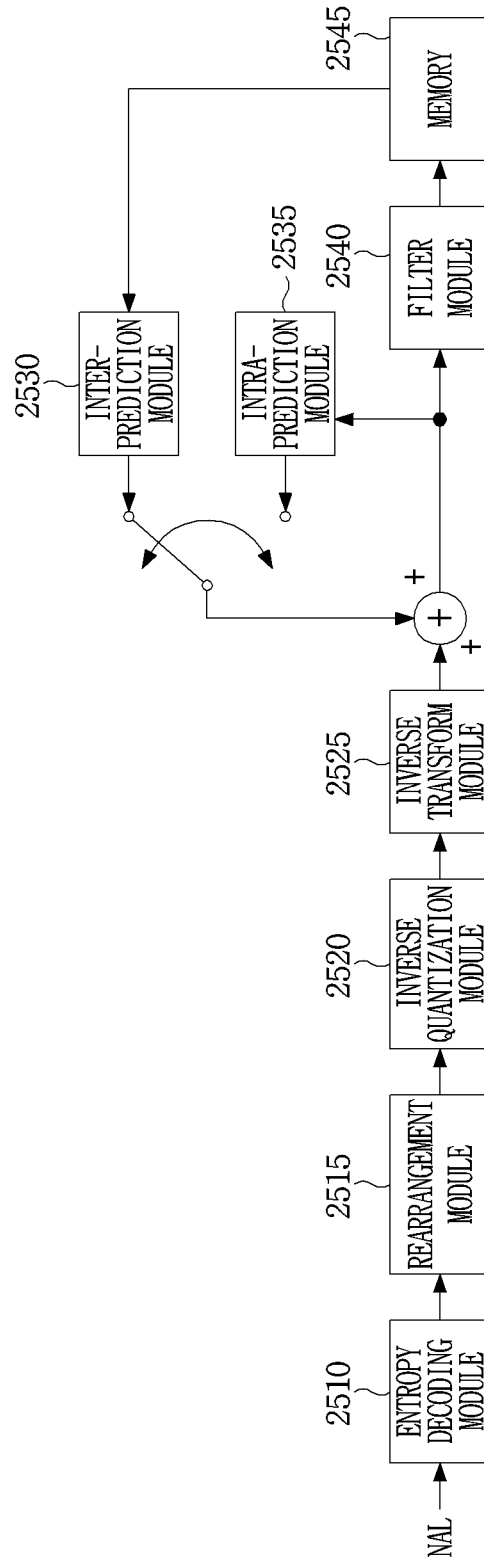 NAL
2510
ENTROPY
DECODING
MODULE
2515
REARRANGEMENT
MODULE
2520
INVERSE
QUANTIZATION
MODULE
2525
INVERSE
TRANSFORM
MODULE
+
+
+
2530
INTER-
PREDICTION
MODULE
2535
INTRA-
PREDICTION
MODULE
2540
FILTER
MODULE
2545
MEMORY